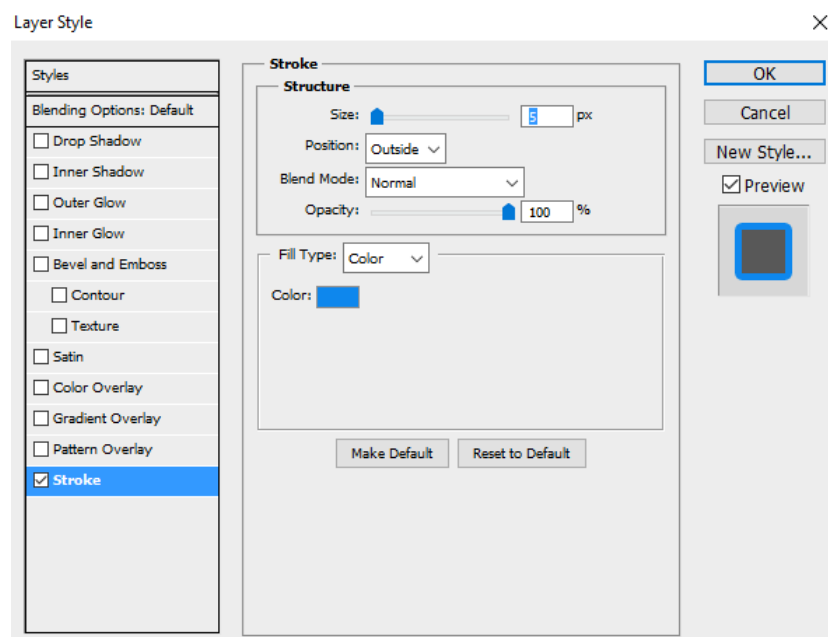 Layer Style
Styles
Blending Options: Default
Drop Shadow
Inner Shadow
Outer Glow
Inner Glow
Bevel and Emboss
Contour
Texture
Satin
Color Overlay
Gradient Overlay
Pattern Overlay
Stroke
Stroke
Structure
Size: 5 px
Position: Outside
Blend Mode: Normal
Opacity: 100 %
Fill Type: Color
Color:
Make Default Reset to Default
OK
Cancel
New Style...
Preview